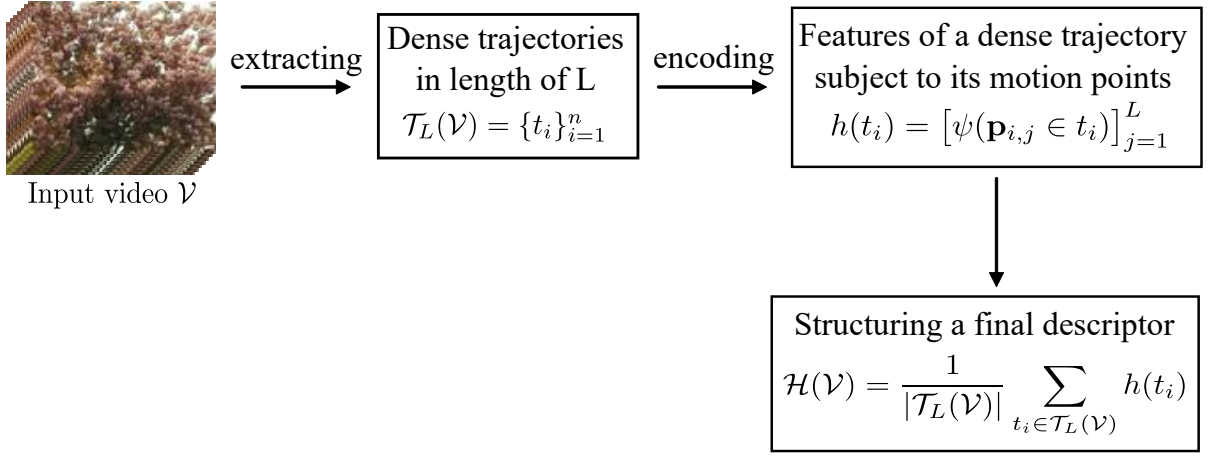 Input video 𝒱
extracting
Dense trajectories
in length of L
𝒯_L(𝒱) = {t_i}_{i=1}^n
encoding
Features of a dense trajectory
subject to its motion points
h(t_i) = [ψ(𝐩_{i,j} ∈ t_i)]_{j=1}^L
Structuring a final descriptor
ℋ(𝒱) = \frac{1}{|𝒯_L(𝒱)|} ∑_{t_i∈𝒯_L(𝒱)} h(t_i)